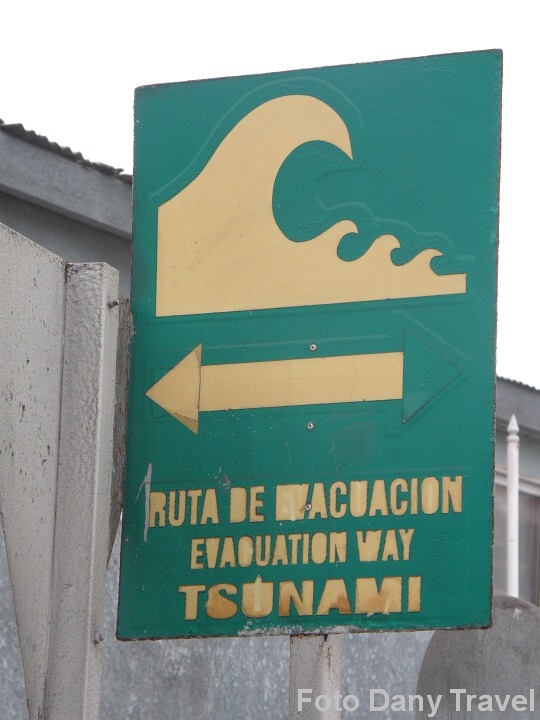 RUTA DE EVACUACION
EVACUATION WAY
TSUNAMI
Foto Dany Travel